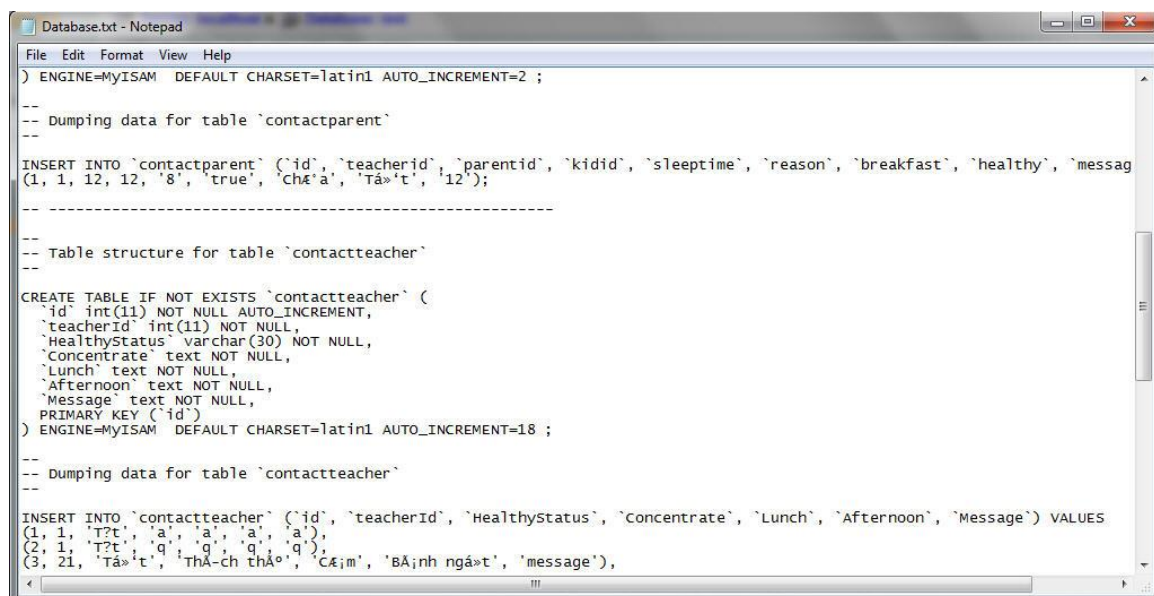 Database.txt - Notepad
File Edit Format View Help
) ENGINE=MyISAM  DEFAULT CHARSET=latin1 AUTO_INCREMENT=2 ;
--
-- Dumping data for table `contactparent`
--
INSERT INTO `contactparent` (`id`, `teacherid`, `parentid`, `kidid`, `sleeptime`, `reason`, `breakfast`, `healthy`, `messag
(1, 1, 12, 12, '8', 'true', 'ChÆ°a', 'Tá»‘t', '12');
-- --------------------------------------------------------
--
-- Table structure for table `contactteacher`
--
CREATE TABLE IF NOT EXISTS `contactteacher` (
`id` int(11) NOT NULL AUTO_INCREMENT,
`teacherId` int(11) NOT NULL,
`HealthyStatus` varchar(30) NOT NULL,
`Concentrate` text NOT NULL,
`Lunch` text NOT NULL,
`Afternoon` text NOT NULL,
`Message` text NOT NULL,
PRIMARY KEY (`id`)
) ENGINE=MyISAM  DEFAULT CHARSET=latin1 AUTO_INCREMENT=18 ;
--
-- Dumping data for table `contactteacher`
--
INSERT INTO `contactteacher` (`id`, `teacherId`, `HealthyStatus`, `Concentrate`, `Lunch`, `Afternoon`, `Message`) VALUES
(1, 1, 'T?t', 'a', 'a', 'a', 'a'),
(2, 1, 'T?t', 'q', 'q', 'q', 'q'),
(3, 21, 'Tá»‘t', 'ThÃ­ch thÃº', 'CÆ¡m', 'BÃ¡nh ngá»t', 'message'),